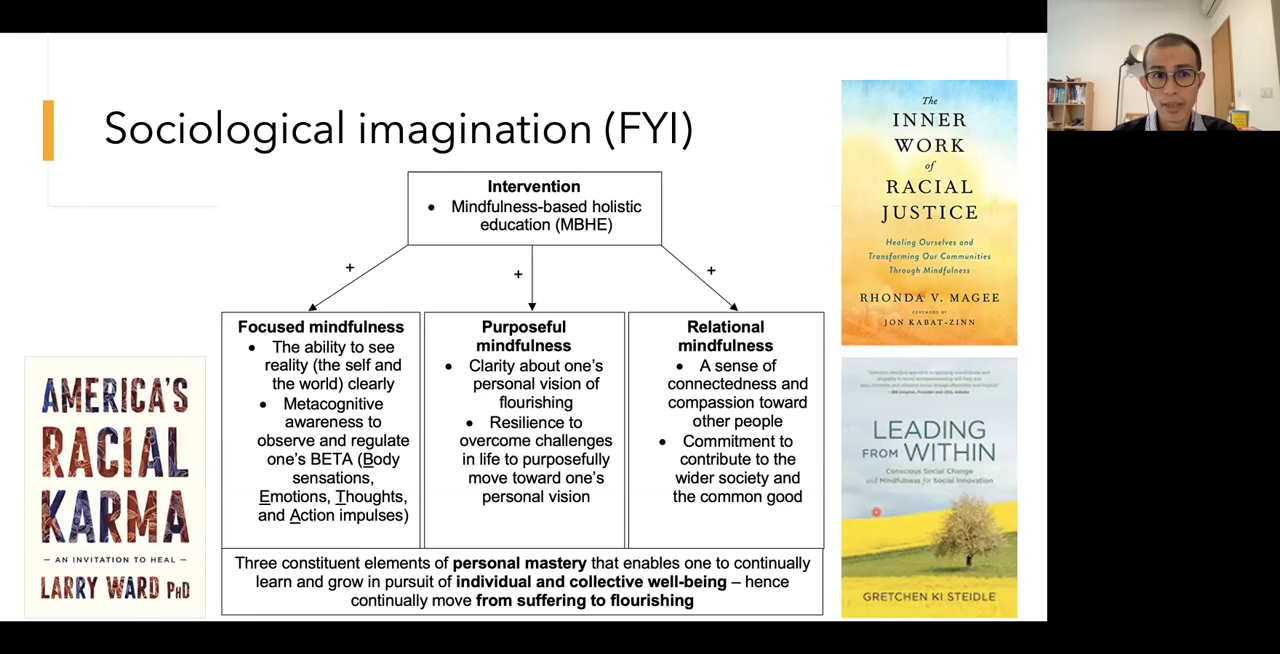 Sociological imagination (FYI)
Intervention
• Mindfulness-based holistic
education (MBHE)
+
+
+
Focused mindfulness
• The ability to see
reality (the self and
the world) clearly
• Metacognitive
awareness to
observe and regulate
one's BETA (Body
sensations,
Emotions, Thoughts,
and Action impulses)
Purposeful
mindfulness
• Clarity about one's
personal vision of
flourishing
• Resilience to
overcome challenges
in life to purposefully
move toward one's
personal vision
Relational
mindfulness
• A sense of
connectedness and
compassion toward
other people
• Commitment to
contribute to the
wider society and
the common good
Three constituent elements of personal mastery that enables one to continually
learn and grow in pursuit of individual and collective well-being – hence
continually move from suffering to flourishing
AMERICA'S
RACIAL
KARMA
– AN INVITATION TO HEAL –
LARRY WARD PhD
The
INNER
WORK
of
RACIAL
JUSTICE
Healing Ourselves and
Transforming Our Communities
Through Mindfulness
RHONDA V. MAGEE
FOREWORD BY
JON KABAT-ZINN
LEADING
FROM WITHIN
Conscious Social Change
and Mindfulness for Social Innovation
GRETCHEN KI STEIDLE